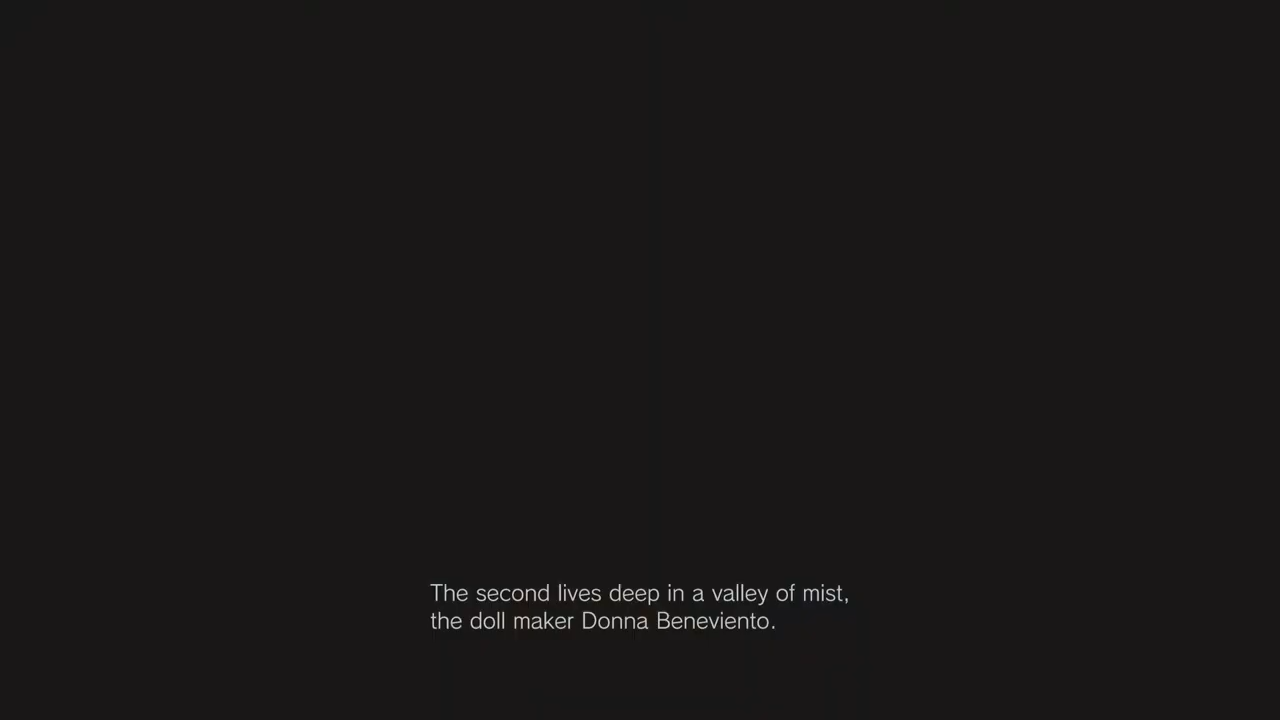 The second lives deep in a valley of mist,
the doll maker Donna Beneviento.